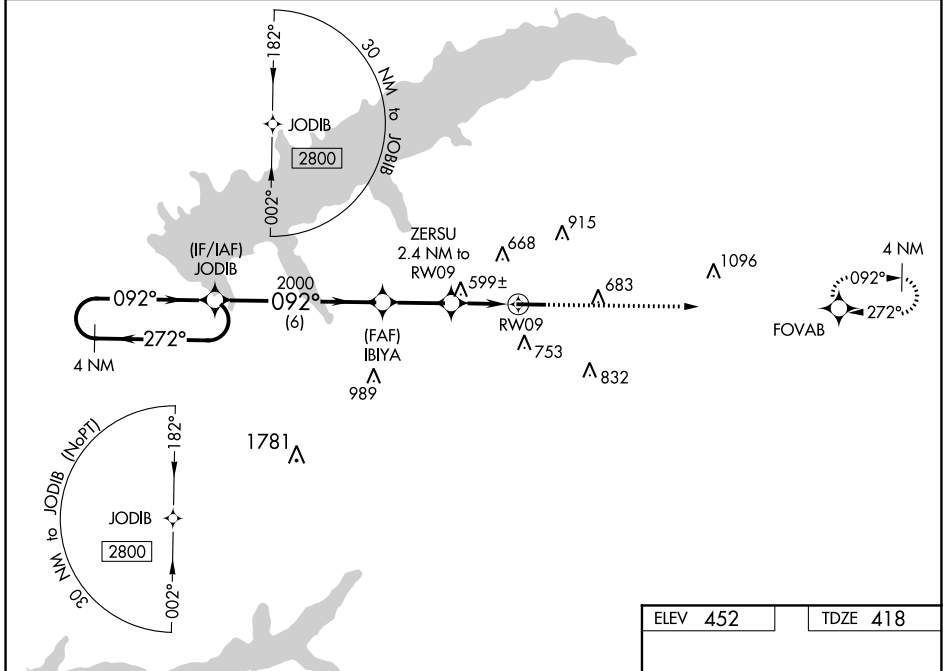 182°
30 NM to JOBIB
JODIB
2800
002°
(IF/IAF)
JODIB
ZERSU
2.4 NM to
RW09
668
915
1096
4 NM
092°
272°
FOVAB
2000
092°
(6)
599±
683
RW09
092°
272°
4 NM
(FAF)
IBIYA
753
832
989
1781
30 NM to JODIB (NoPT)
182°
JODIB
2800
002°
ELEV 452
TDZE 418